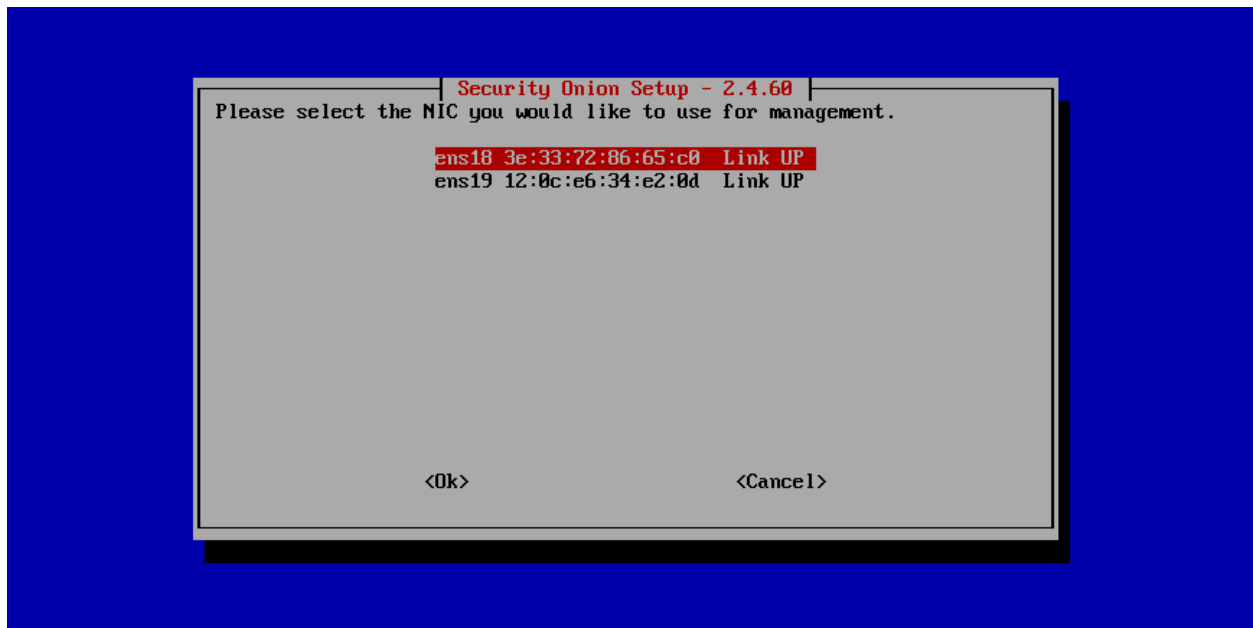 Security Onion Setup - 2.4.60
Please select the NIC you would like to use for management.
ens18 3e:33:72:86:65:c0 Link UP
ens19 12:0c:e6:34:e2:0d Link UP
<Ok> <Cancel>